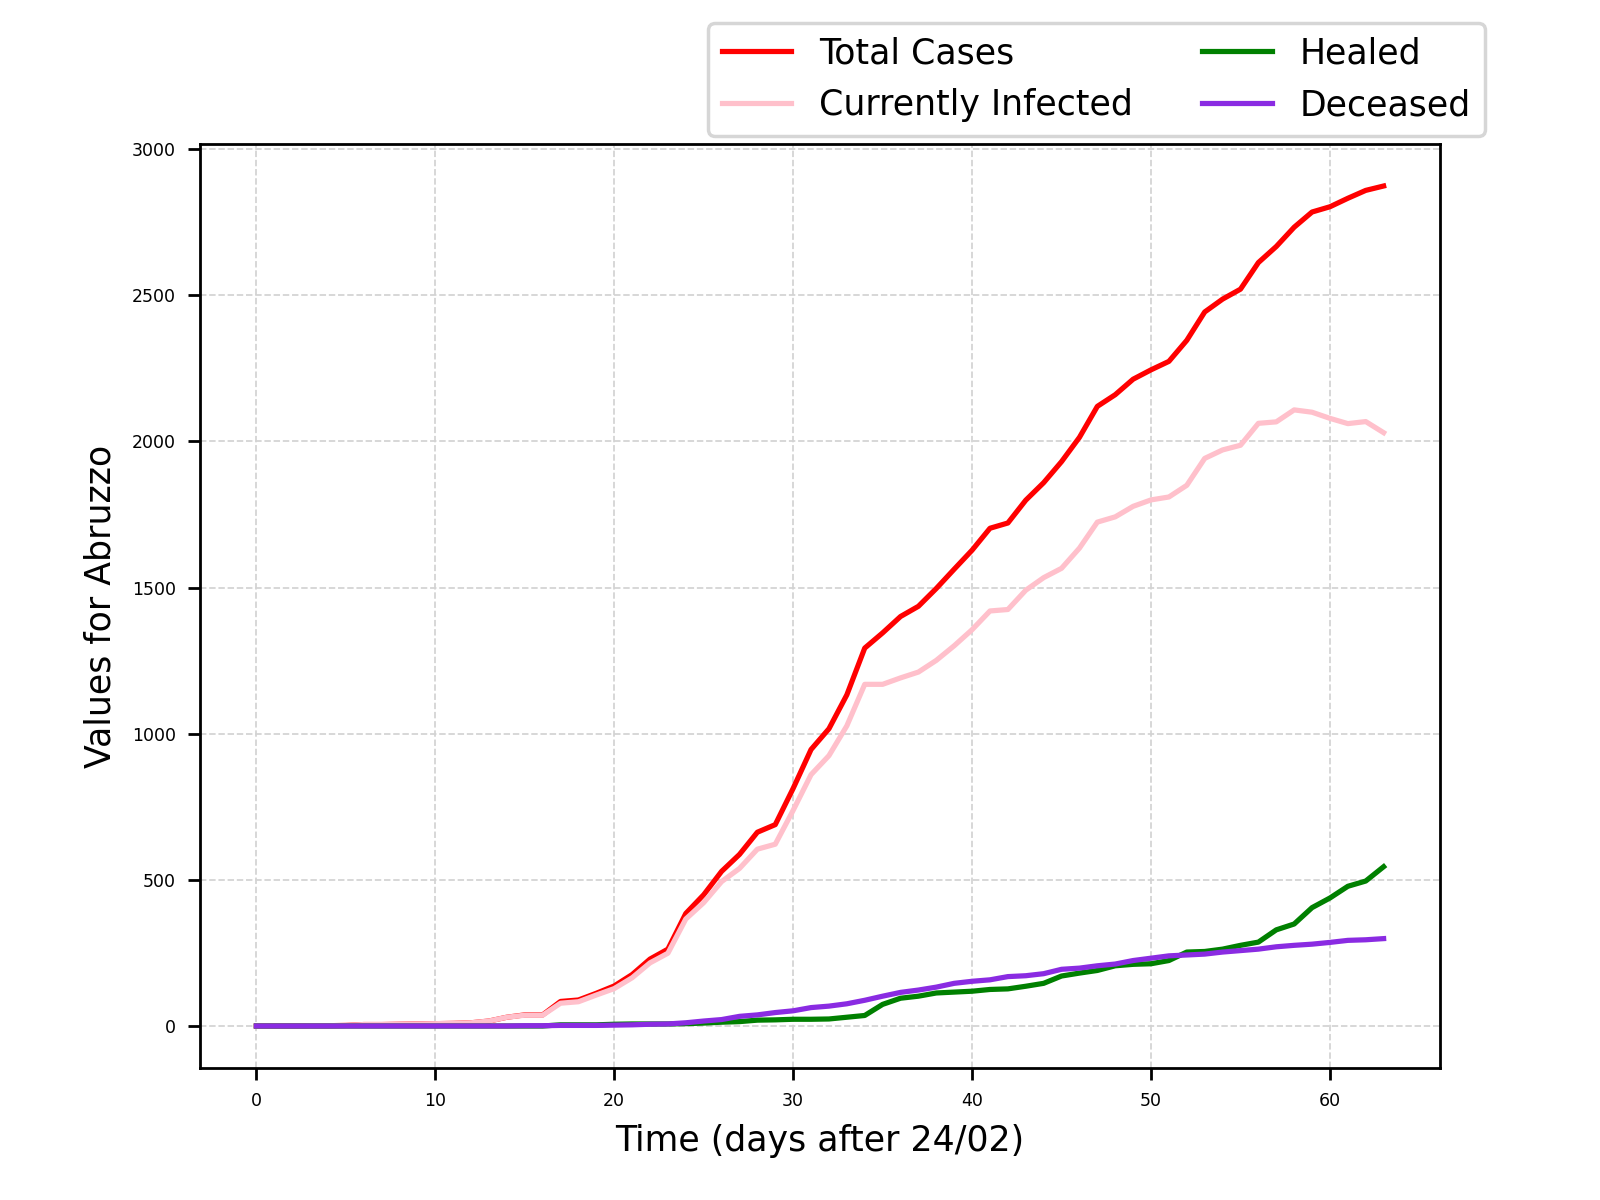 Total Cases
Currently Infected
Healed
Deceased
3000
2500
2000
1500
1000
500
0
Values for Abruzzo
0 10 20 30 40 50 60
Time (days after 24/02)